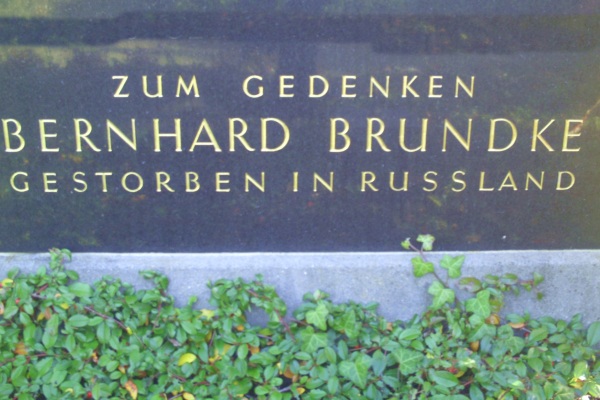 ZUM GEDENKEN
BERNHARD BRUNDKE
GESTORBEN IN RUSSLAND